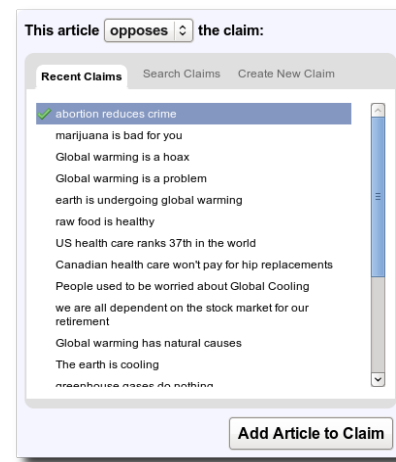 This article opposes the claim:
Recent Claims Search Claims Create New Claim
abortion reduces crime
marijuana is bad for you
Global warming is a hoax
Global warming is a problem
earth is undergoing global warming
raw food is healthy
US health care ranks 37th in the world
Canadian health care won't pay for hip replacements
People used to be worried about Global Cooling
we are all dependent on the stock market for our
retirement
Global warming has natural causes
The earth is cooling
greenhouse gases do nothing
Add Article to Claim